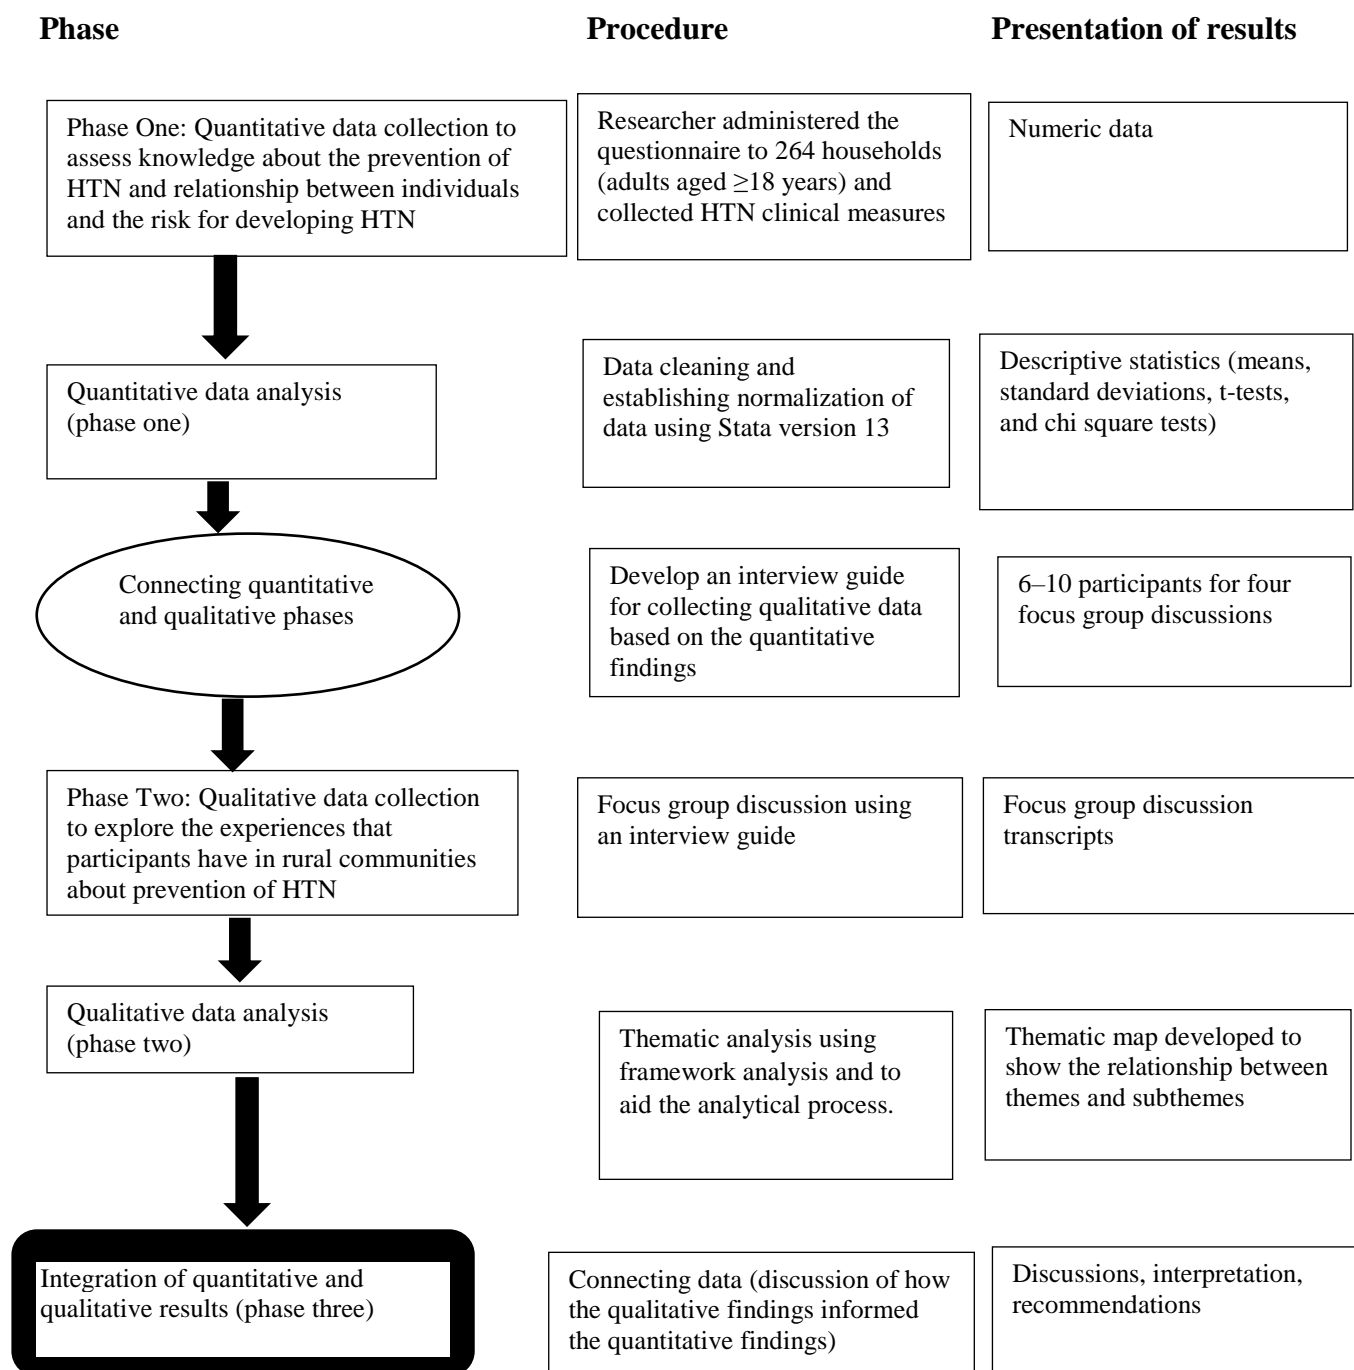 Phase
Procedure
Presentation of results
Phase One: Quantitative data collection to
assess knowledge about the prevention of
HTN and relationship between individuals
and the risk for developing HTN
Researcher administered the
questionnaire to 264 households
(adults aged ≥18 years) and
collected HTN clinical measures
Numeric data
Quantitative data analysis
(phase one)
Data cleaning and
establishing normalization of
data using Stata version 13
Descriptive statistics (means,
standard deviations, t-tests,
and chi square tests)
Connecting quantitative
and qualitative phases
Develop an interview guide
for collecting qualitative data
based on the quantitative
findings
6–10 participants for four
focus group discussions
Phase Two: Qualitative data collection
to explore the experiences that
participants have in rural communities
about prevention of HTN
Focus group discussion using
an interview guide
Focus group discussion
transcripts
Qualitative data analysis
(phase two)
Thematic analysis using
framework analysis and to
aid the analytical process.
Thematic map developed to
show the relationship between
themes and subthemes
Integration of quantitative and
qualitative results (phase three)
Connecting data (discussion of how
the qualitative findings informed
the quantitative findings)
Discussions, interpretation,
recommendations